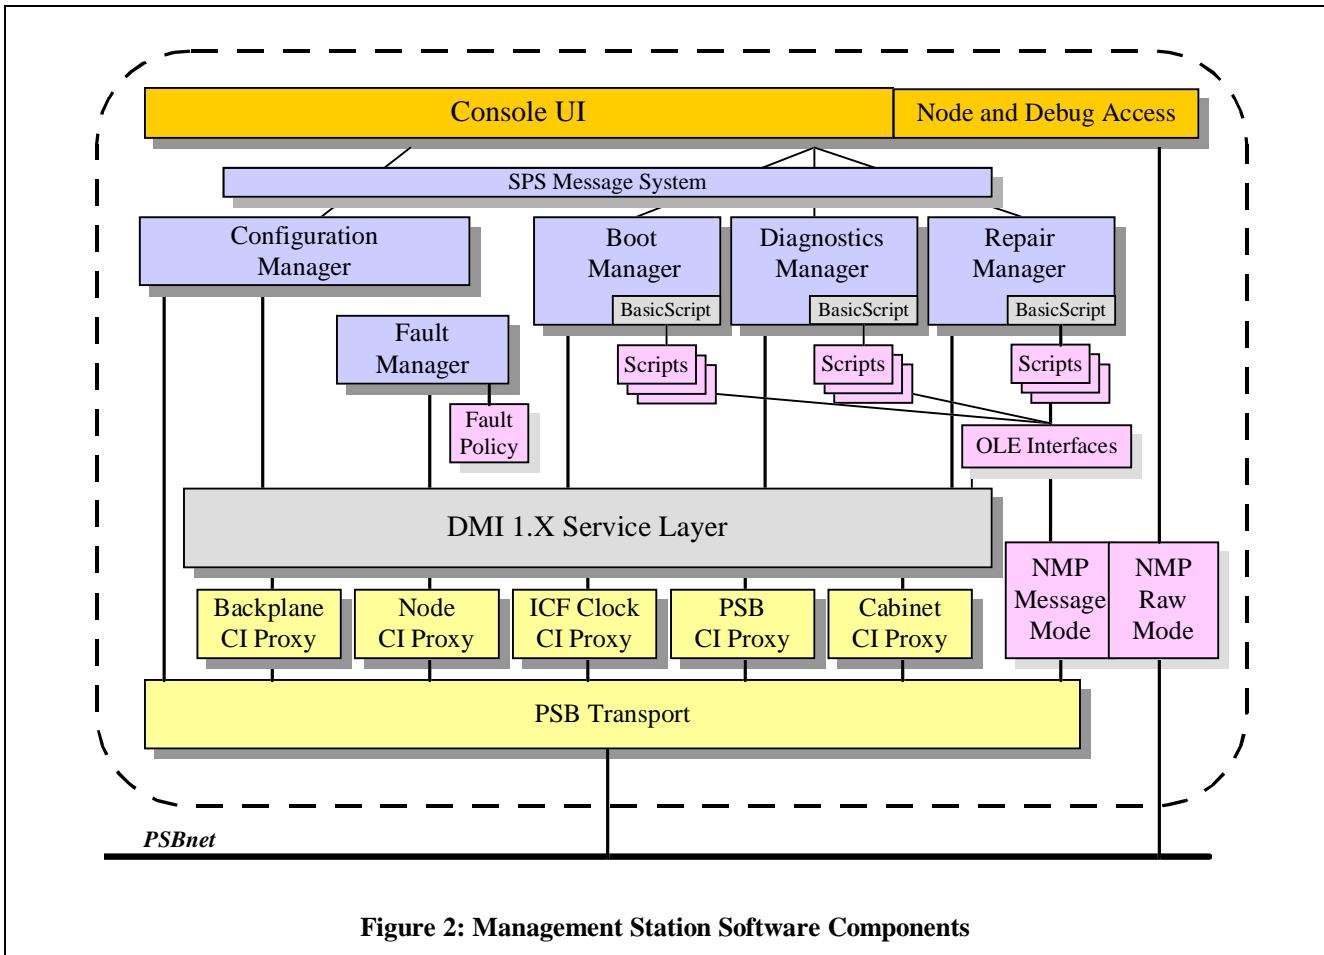 Console UI
Node and Debug Access
SPS Message System
Configuration
Manager
Boot
Manager
BasicScript
Diagnostics
Manager
BasicScript
Repair
Manager
BasicScript
Fault
Manager
Scripts
Scripts
Scripts
Fault
Policy
OLE Interfaces
DMI 1.X Service Layer
NMP
Message
Mode
NMP
Raw
Mode
Backplane
CI Proxy
Node
CI Proxy
ICF Clock
CI Proxy
PSB
CI Proxy
Cabinet
CI Proxy
PSB Transport
PSBnet
Figure 2: Management Station Software Components